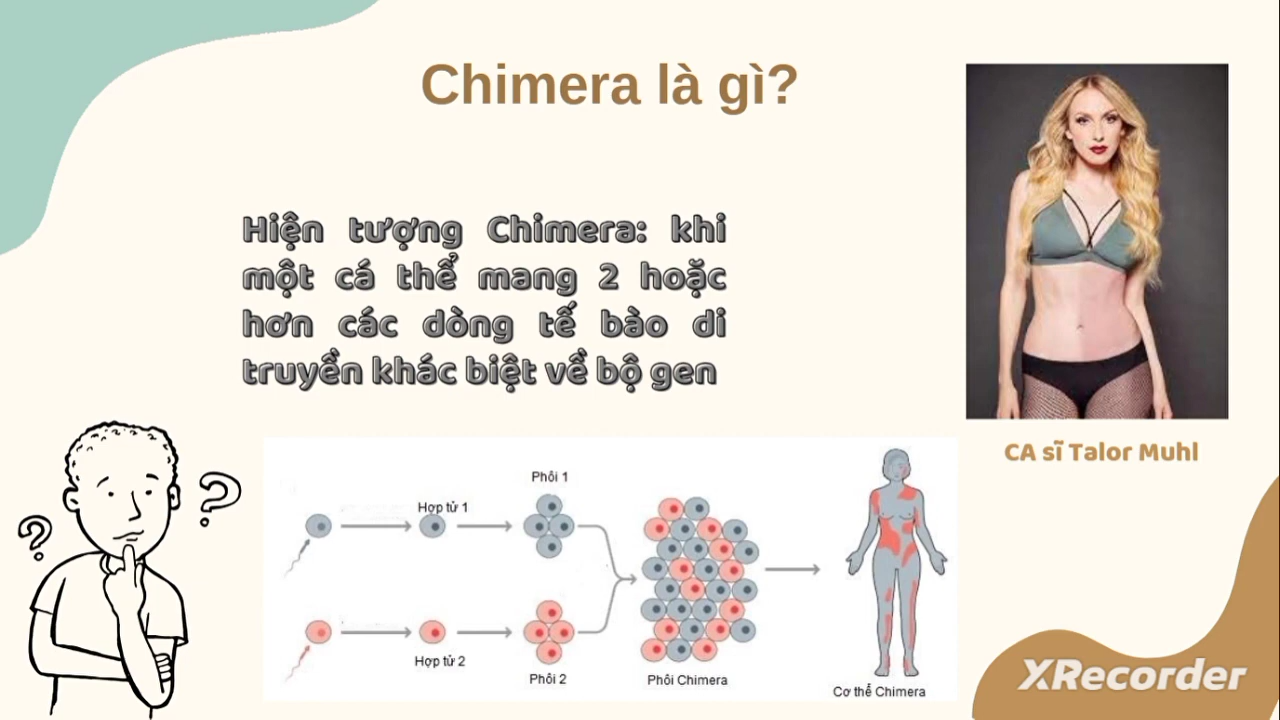 Chimera là gì?
Hiện tượng Chimera: khi
một cá thể mang 2 hoặc
hơn các dòng tế bào di
truyền khác biệt về bộ gen
CA sĩ Talor Muhl
?
?
Phôi 1
Hợp tử 1
Hợp tử 2
Phôi 2
Phôi Chimera
Cơ thể Chimera
XRecorder